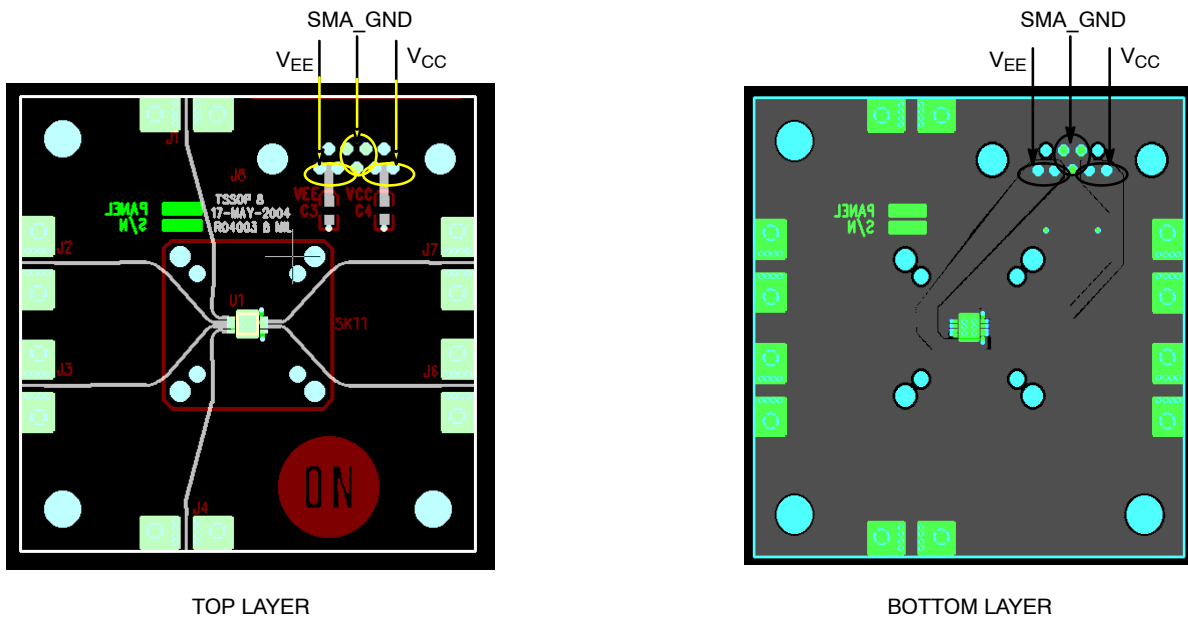 SMA_GND
VEE
VCC
J1
J8
VEE
VCC
C3
C4
PANEL
S/N
TSSOP 8
17-MAY-2004
RO4003 8 MIL
J2
J7
U1
SKT1
J3
J6
ON
J4
TOP LAYER
SMA_GND
VEE
VCC
PANEL
S/N
BOTTOM LAYER